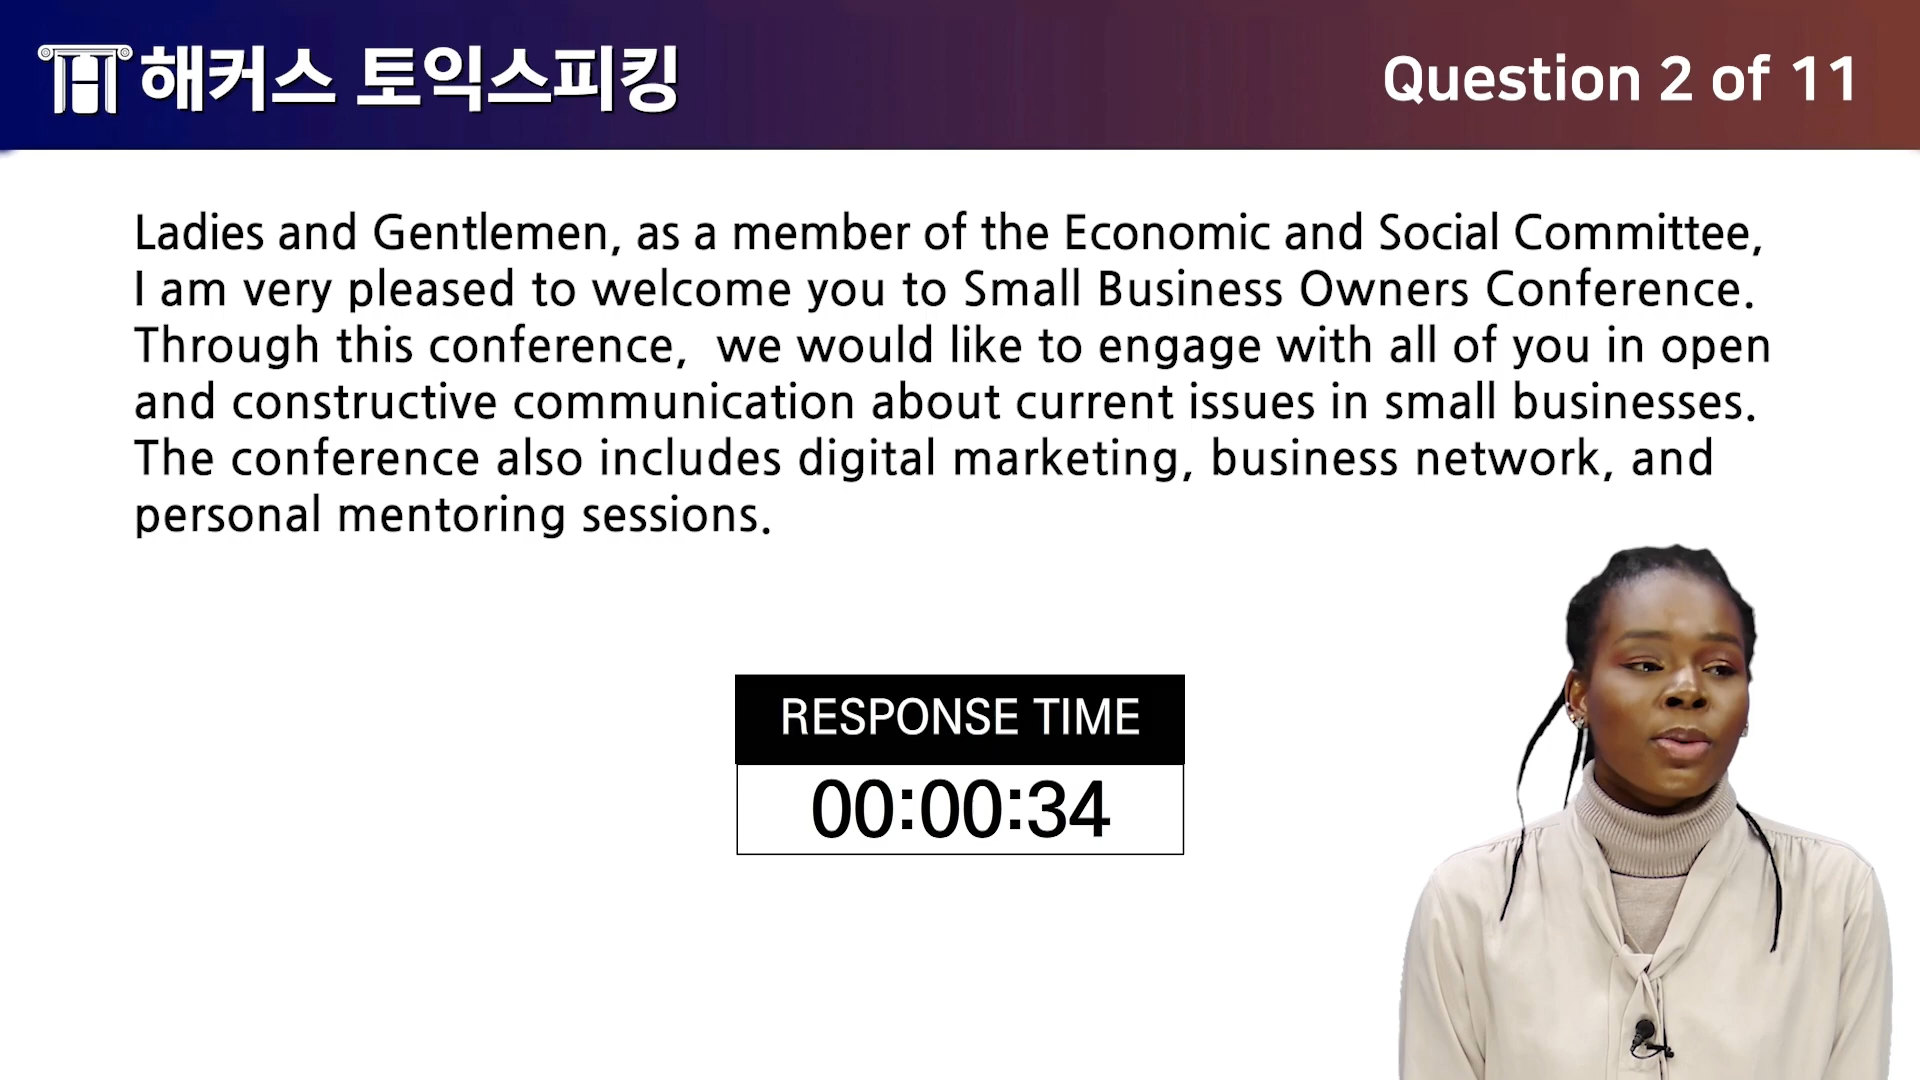 해커스 토익스피킹
Question 2 of 11
Ladies and Gentlemen, as a member of the Economic and Social Committee,
I am very pleased to welcome you to Small Business Owners Conference.
Through this conference,  we would like to engage with all of you in open
and constructive communication about current issues in small businesses.
The conference also includes digital marketing, business network, and
personal mentoring sessions.
RESPONSE TIME
00:00:34